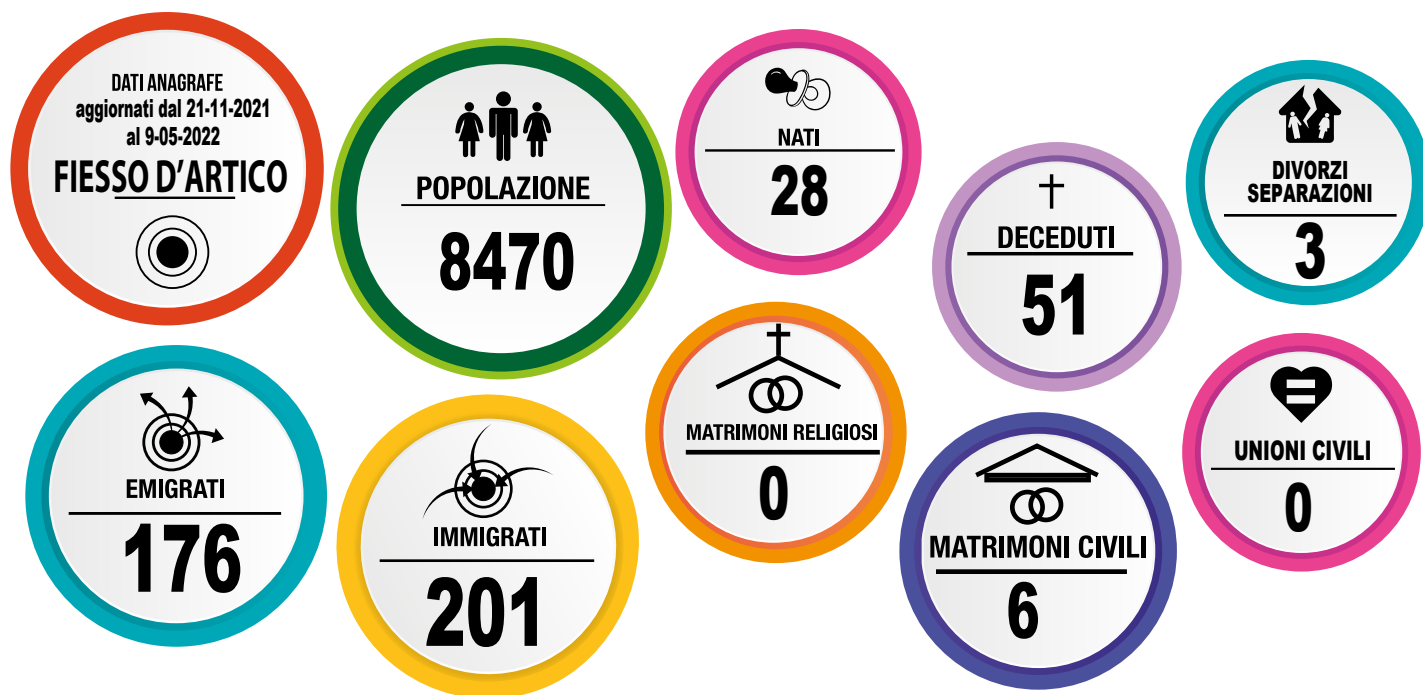 DATI ANAGRAFE
aggiornati dal 21-11-2021
al 9-05-2022
FIESSO D'ARTICO
POPOLAZIONE
8470
NATI
28
DECEDUTI
51
DIVORZI
SEPARAZIONI
3
EMIGRATI
176
IMMIGRATI
201
MATRIMONI RELIGIOSI
0
MATRIMONI CIVILI
6
UNIONI CIVILI
0